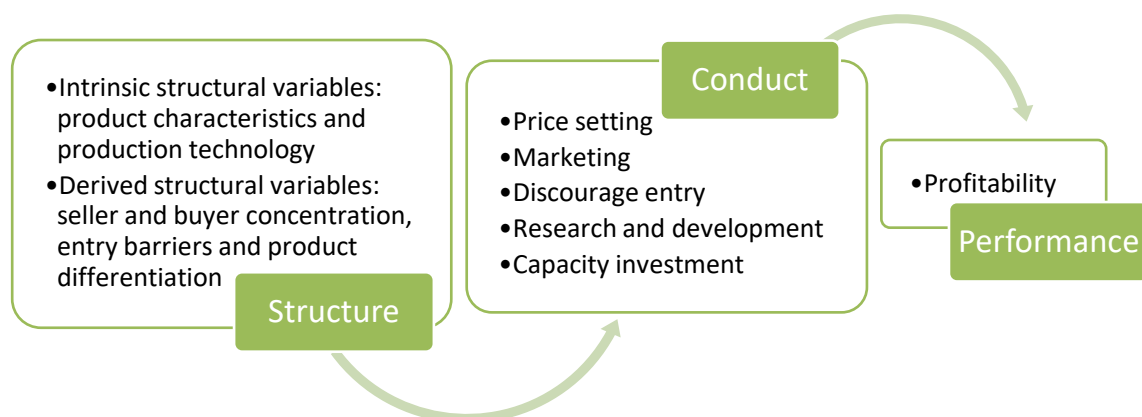 •Intrinsic structural variables:
product characteristics and
production technology
•Derived structural variables:
seller and buyer concentration,
entry barriers and product
differentiation
Structure
Conduct
•Price setting
•Marketing
•Discourage entry
•Research and development
•Capacity investment
•Profitability
Performance